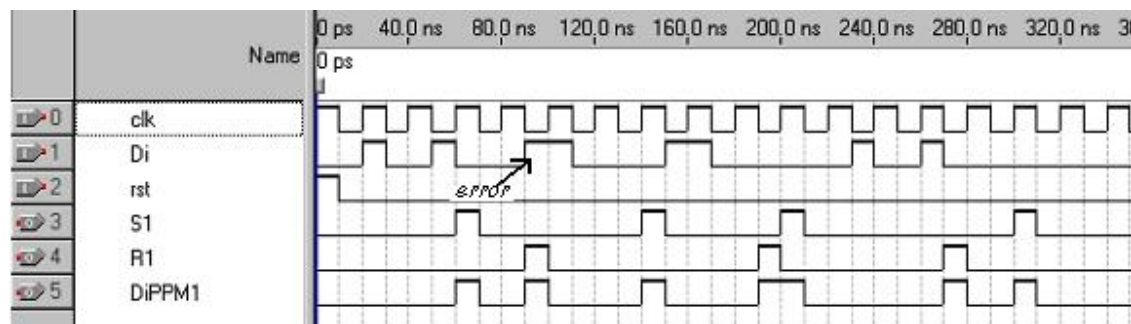 0 ps 40.0 ns 80.0 ns 120.0 ns 160.0 ns 200.0 ns 240.0 ns 280.0 ns 320.0 ns
Name
0 ps
0 clk
1 Di
2 rst
error
3 S1
4 R1
5 DiPPM1